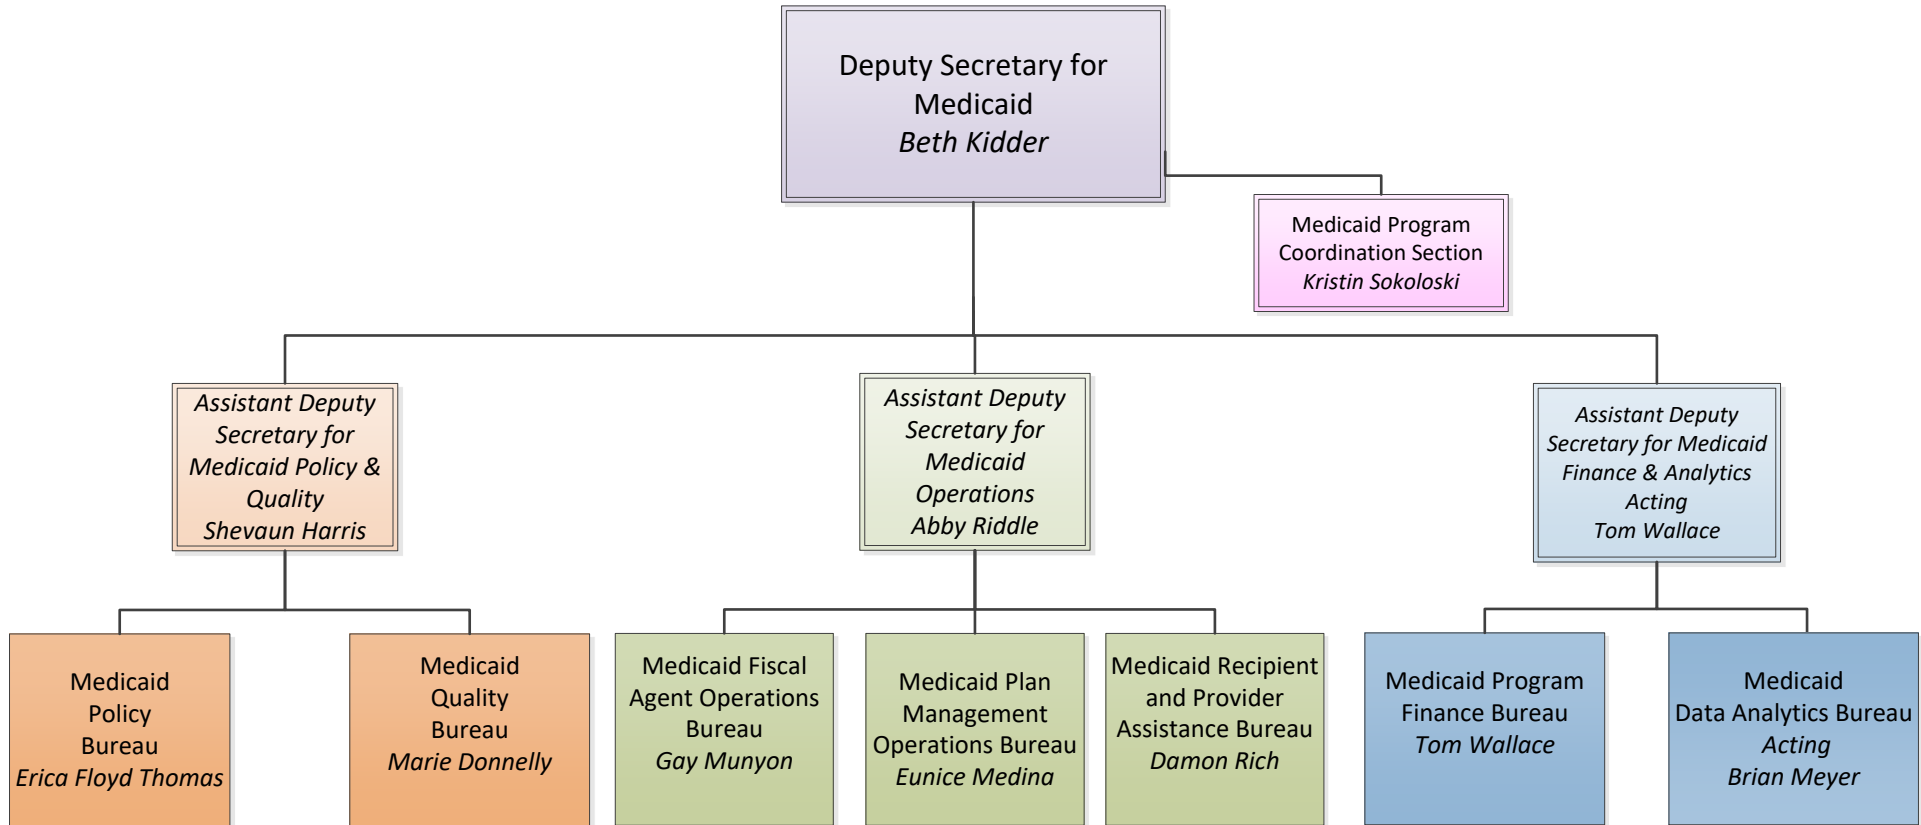 Deputy Secretary for
Medicaid
Beth Kidder
Medicaid Program
Coordination Section
Kristin Sokoloski
Assistant Deputy
Secretary for
Medicaid Policy &
Quality
Shevaun Harris
Assistant Deputy
Secretary for
Medicaid
Operations
Abby Riddle
Assistant Deputy
Secretary for Medicaid
Finance & Analytics
Acting
Tom Wallace
Medicaid
Policy
Bureau
Erica Floyd Thomas
Medicaid
Quality
Bureau
Marie Donnelly
Medicaid Fiscal
Agent Operations
Bureau
Gay Munyon
Medicaid Plan
Management
Operations Bureau
Eunice Medina
Medicaid Recipient
and Provider
Assistance Bureau
Damon Rich
Medicaid Program
Finance Bureau
Tom Wallace
Medicaid
Data Analytics Bureau
Acting
Brian Meyer